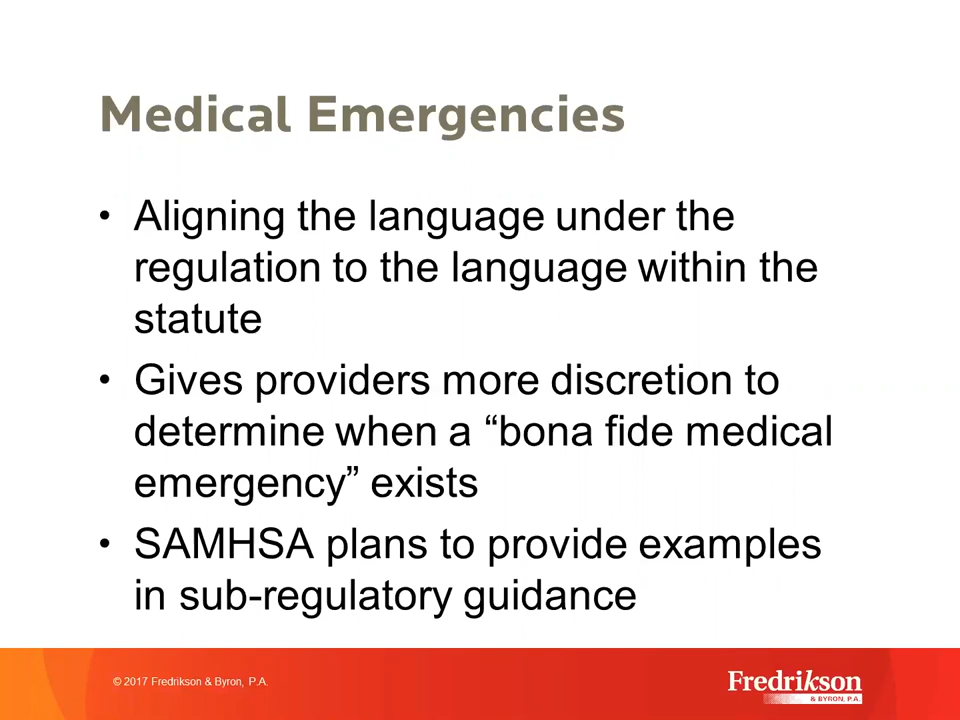 Medical Emergencies
• Aligning the language under the
regulation to the language within the
statute
• Gives providers more discretion to
determine when a “bona fide medical
emergency” exists
• SAMHSA plans to provide examples
in sub-regulatory guidance
© 2017 Fredrikson & Byron, P.A.
Fredrikson
& BYRON, P.A.